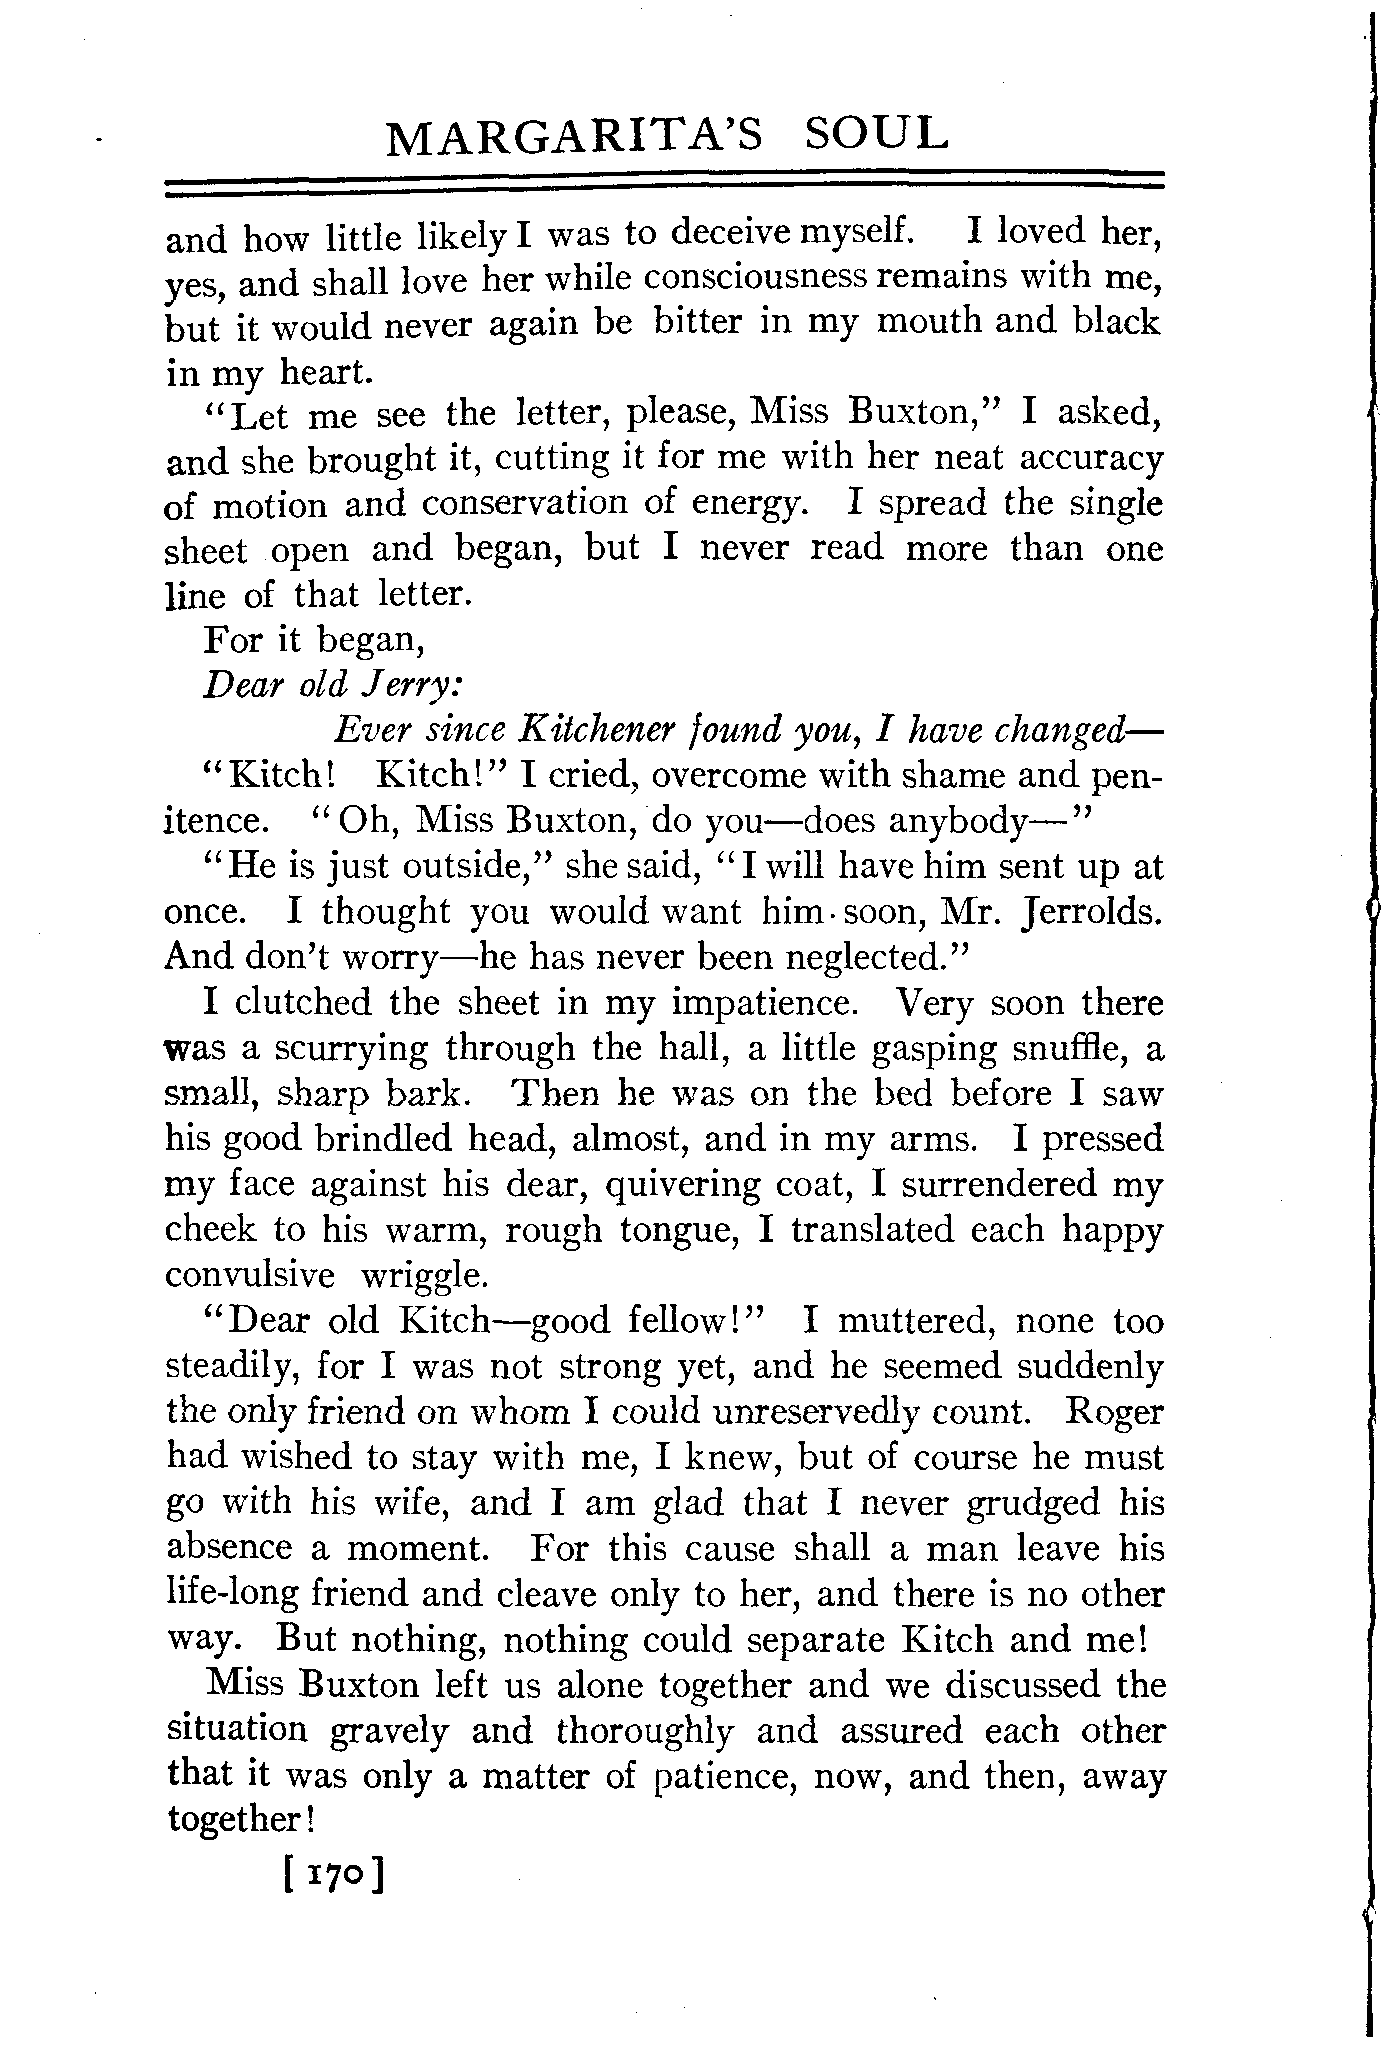 MARGARITA'S SOUL
and how little likely I was to deceive myself. I loved her,
yes, and shall love her while consciousness remains with me,
but it would never again be bitter in my mouth and black
in my heart.
"Let me see the letter, please, Miss Buxton," I asked,
and she brought it, cutting it for me with her neat accuracy
of motion and conservation of energy. I spread the single
sheet open and began, but I never read more than one
line of that letter.
For it began,
Dear old Jerry:
Ever since Kitchener found you, I have changed—
"Kitch! Kitch!" I cried, overcome with shame and pen-
itence. "Oh, Miss Buxton, do you—does anybody—"
"He is just outside," she said, "I will have him sent up at
once. I thought you would want him soon, Mr. Jerrolds.
And don't worry—he has never been neglected."
I clutched the sheet in my impatience. Very soon there
was a scurrying through the hall, a little gasping snuffle, a
small, sharp bark. Then he was on the bed before I saw
his good brindled head, almost, and in my arms. I pressed
my face against his dear, quivering coat, I surrendered my
cheek to his warm, rough tongue, I translated each happy
convulsive wriggle.
"Dear old Kitch—good fellow!" I muttered, none too
steadily, for I was not strong yet, and he seemed suddenly
the only friend on whom I could unreservedly count. Roger
had wished to stay with me, I knew, but of course he must
go with his wife, and I am glad that I never grudged his
absence a moment. For this cause shall a man leave his
life-long friend and cleave only to her, and there is no other
way. But nothing, nothing could separate Kitch and me!
Miss Buxton left us alone together and we discussed the
situation gravely and thoroughly and assured each other
that it was only a matter of patience, now, and then, away
together!
[ 170 ]